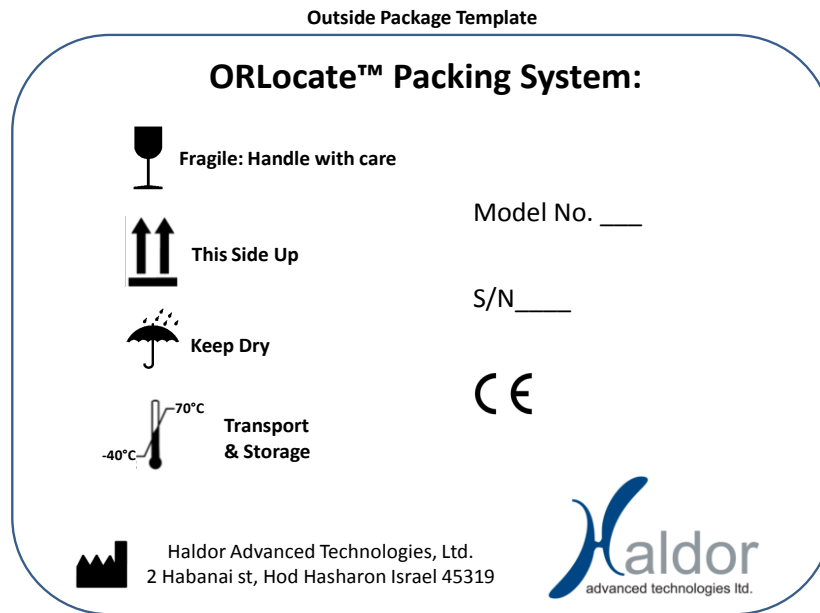 Outside Package Template
ORLocate™ Packing System:
Fragile: Handle with care
Model No. ___
This Side Up
S/N____
Keep Dry
CE
70°C
-40°C
Transport
& Storage
Haldor Advanced Technologies, Ltd.
2 Habanai st, Hod Hasharon Israel 45319
Haldor
advanced technologies ltd.